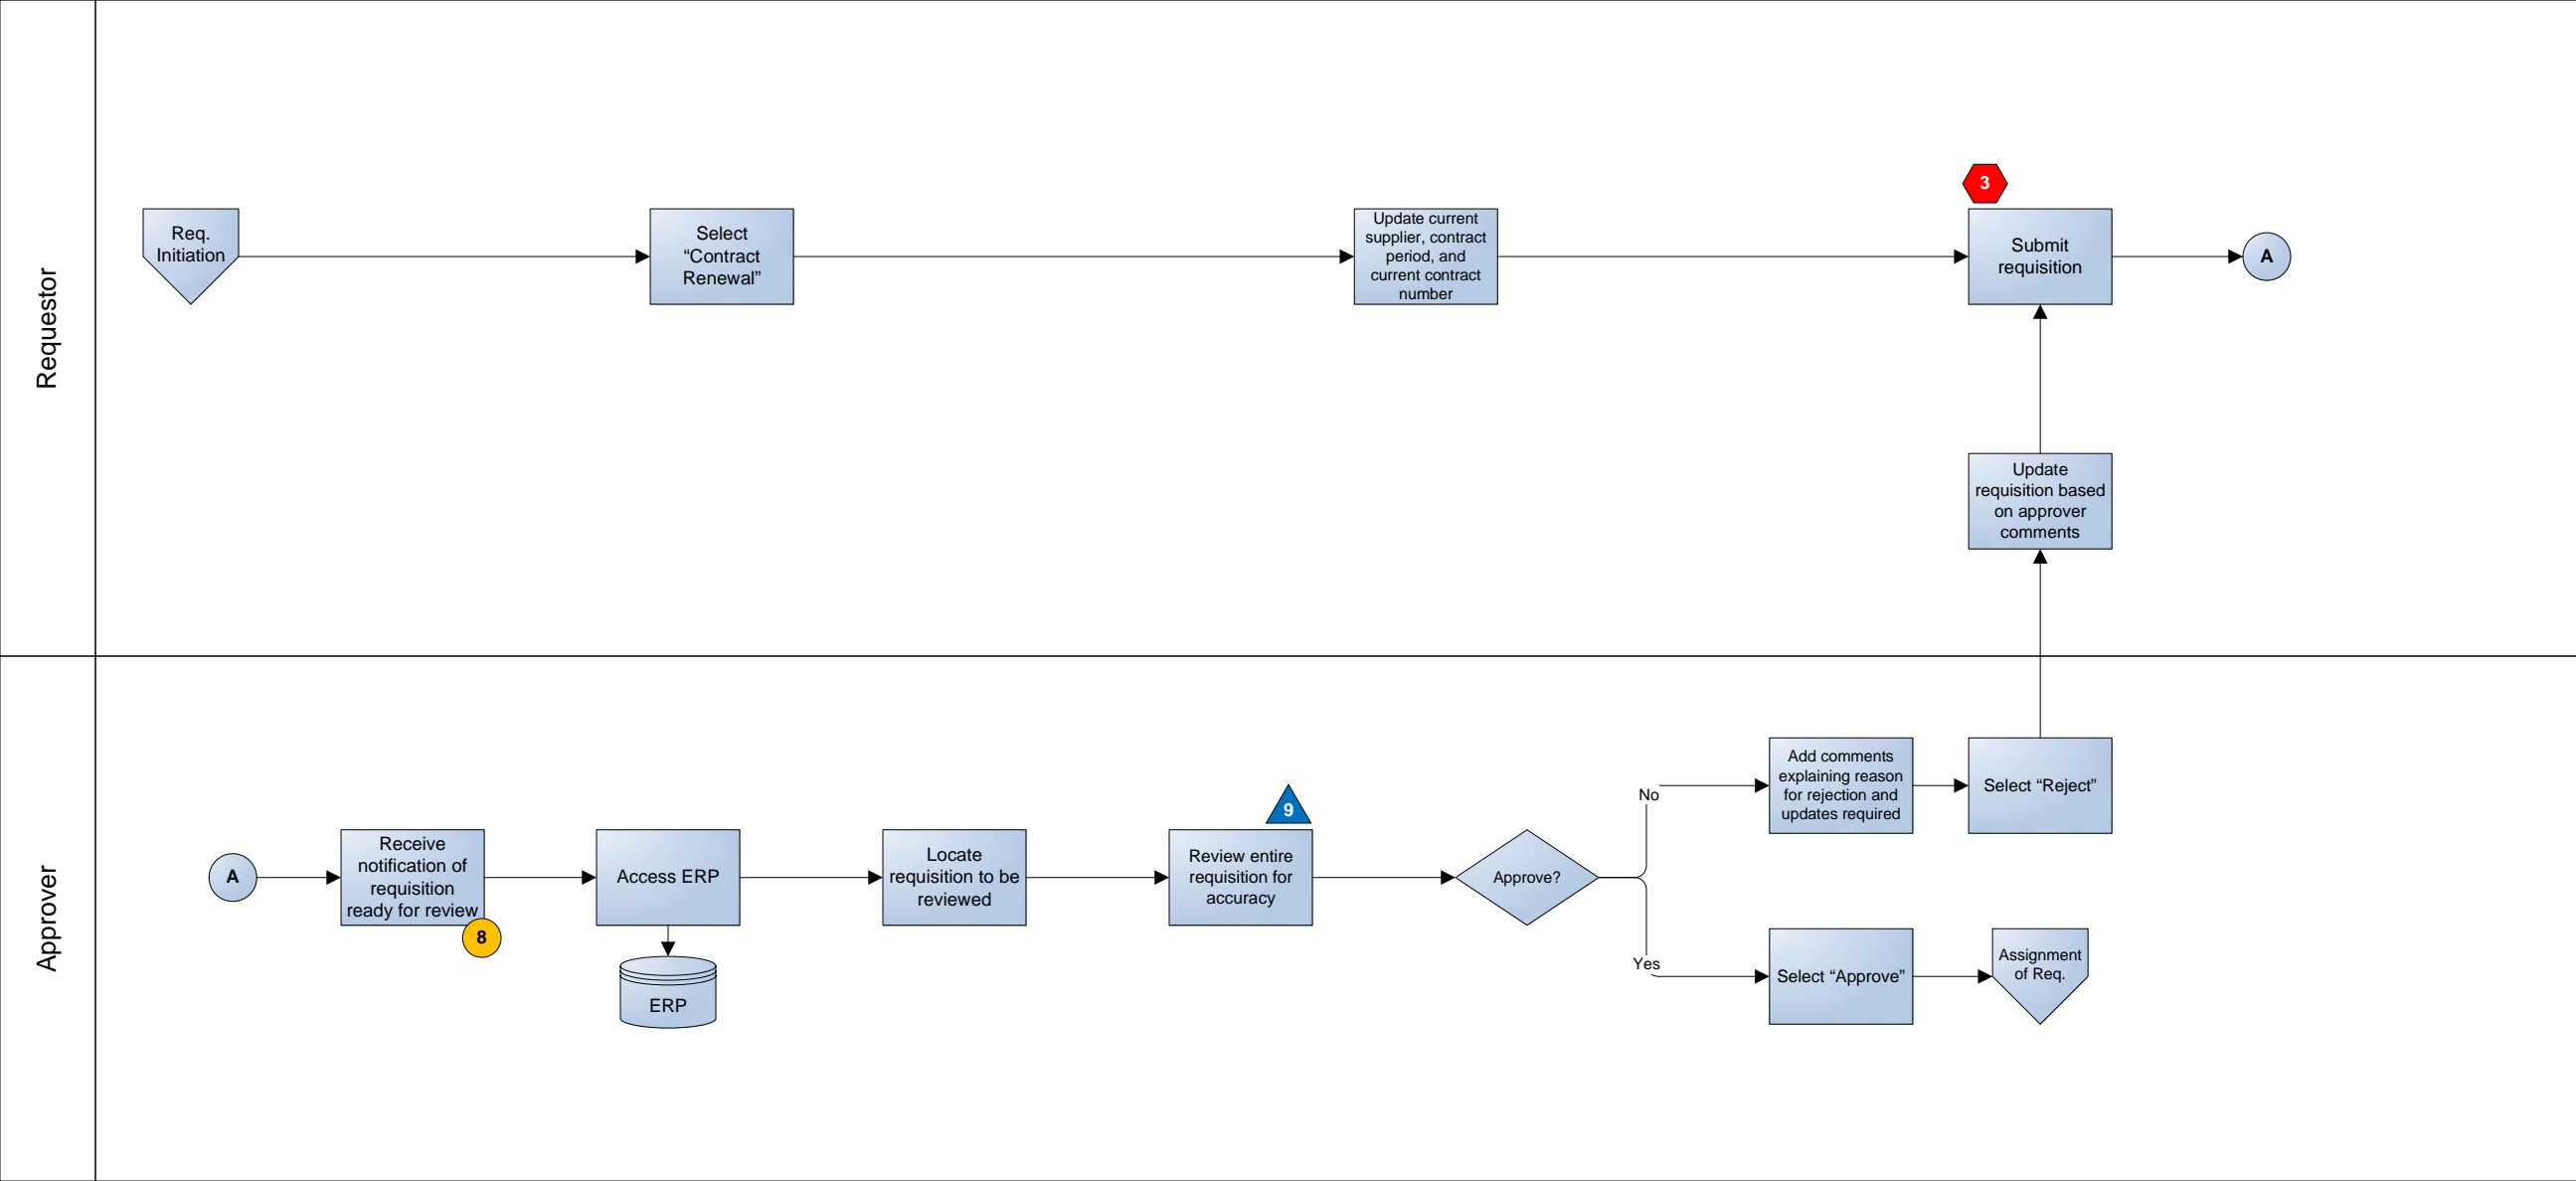 Requestor
Req.
Initiation
Select
“Contract
Renewal”
Update current
supplier, contract
period, and
current contract
number
3
Submit
requisition
A
Update
requisition based
on approver
comments
Approver
A
Receive
notification of
requisition
ready for review
8
Access ERP
ERP
Locate
requisition to be
reviewed
9
Review entire
requisition for
accuracy
Approve?
No
Add comments
explaining reason
for rejection and
updates required
Select “Reject”
Yes
Select “Approve”
Assignment
of Req.